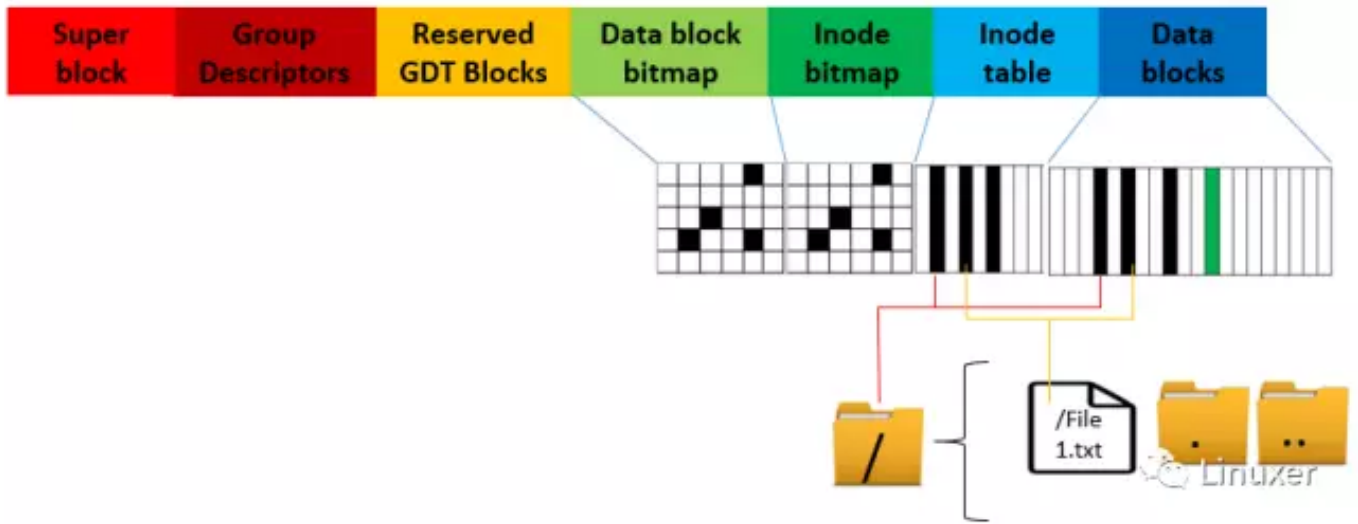 Super
block
Group
Descriptors
Reserved
GDT Blocks
Data block
bitmap
Inode
bitmap
Inode
table
Data
blocks
/
/File
1.txt
.
..
Linuxer